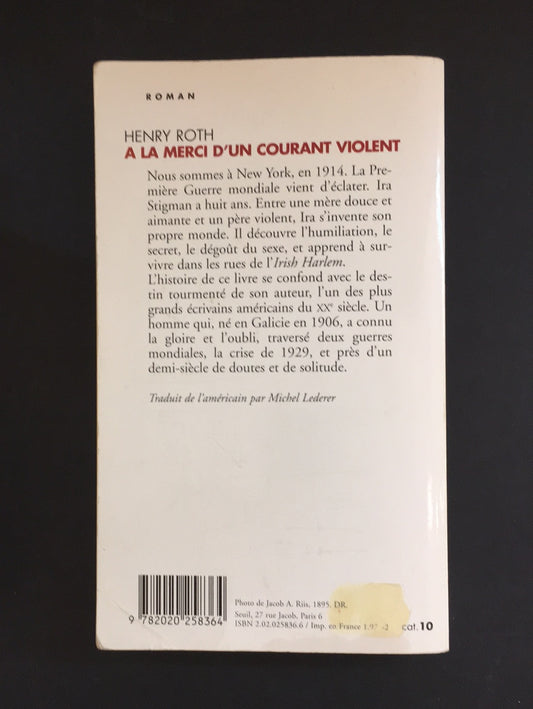 ROMAN
HENRY ROTH
A LA MERCI D'UN COURANT VIOLENT
Nous sommes à New York, en 1914. La Pre-
mière Guerre mondiale vient d'éclater. Ira
Stigman a huit ans. Entre une mère douce et
aimante et un père violent, Ira s'invente son
propre monde. Il découvre l'humiliation, le
secret, le dégoût du sexe, et apprend à sur-
vivre dans les rues de l'Irish Harlem.
L'histoire de ce livre se confond avec le des-
tin tourmenté de son auteur, l'un des plus
grands écrivains américains du XXe siècle. Un
homme qui, né en Galicie en 1906, a connu
la gloire et l'oubli, traversé deux guerres
mondiales, la crise de 1929, et près d'un
demi-siècle de doutes et de solitude.
Traduit de l'américain par Michel Lederer
Photo de Jacob A. Riis, 1895. DR.
Seuil, 27 rue Jacob, Paris 6
ISBN 2.02.025836.6 / Imp. en France
cat. 10
9 782020 258364